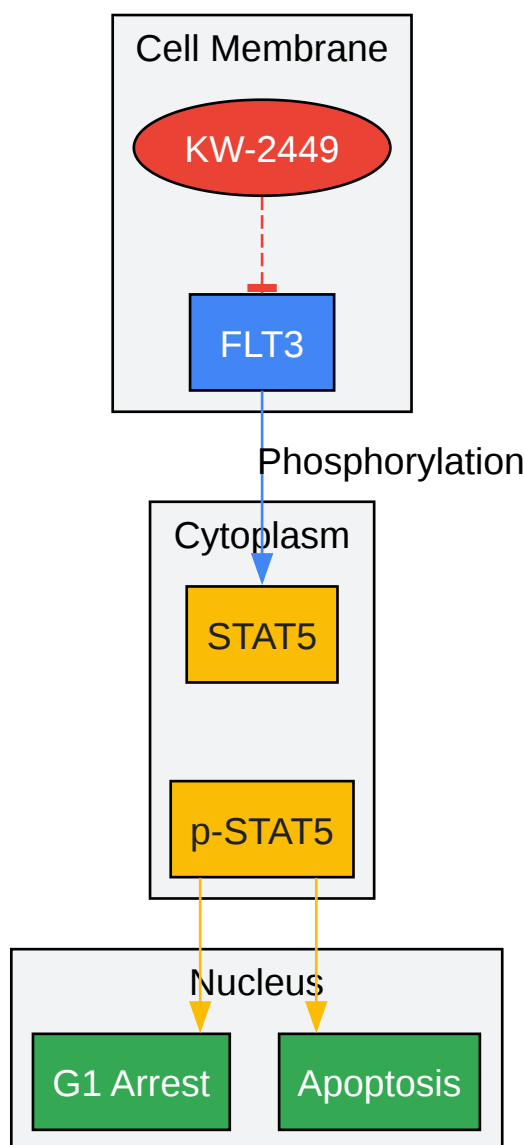 Cell Membrane
KW-2449
FLT3
Phosphorylation
Cytoplasm
STAT5
p-STAT5
Nucleus
G1 Arrest
Apoptosis